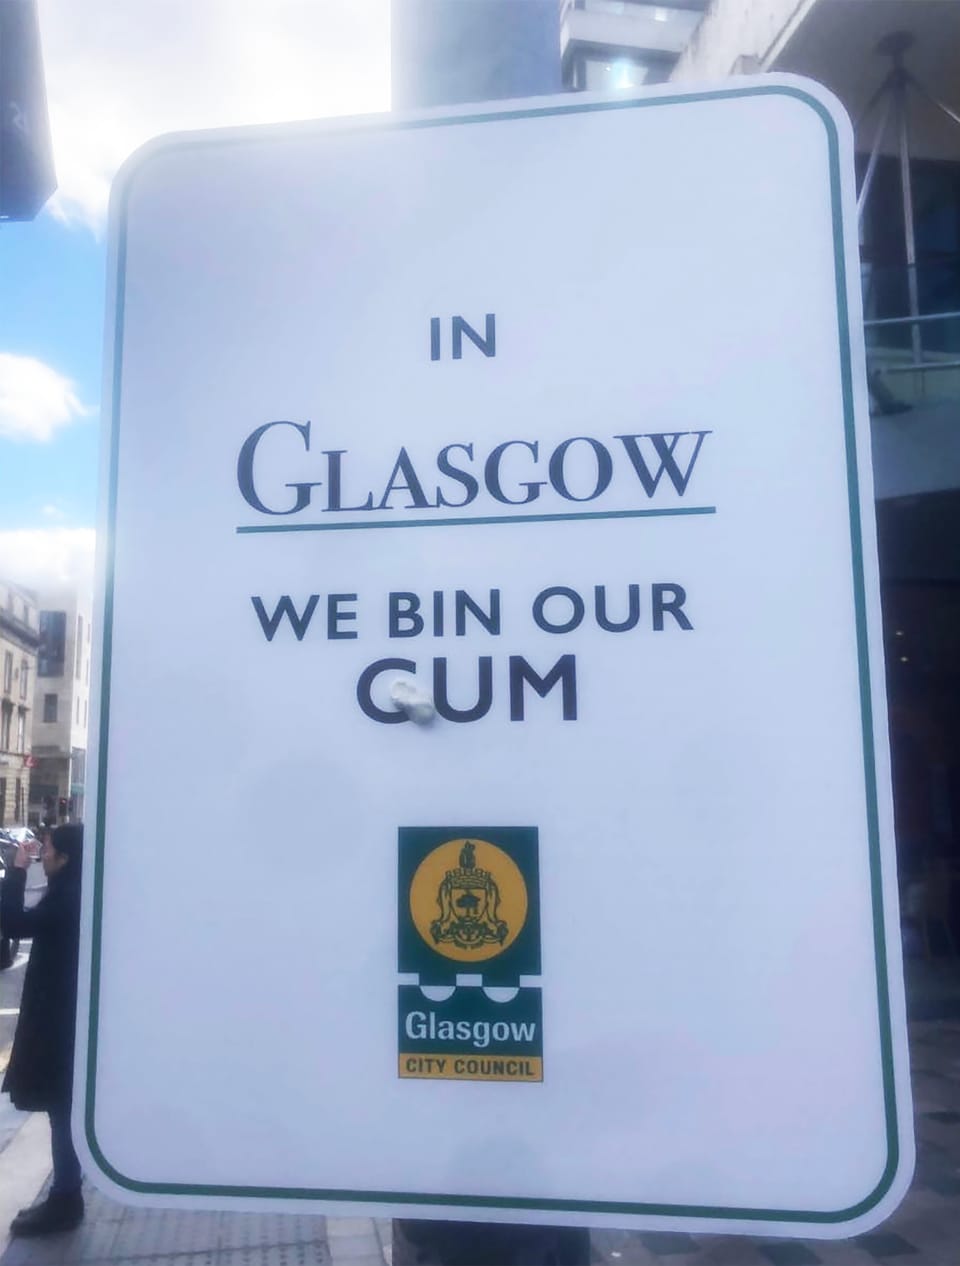 IN
GLASGOW
WE BIN OUR
GUM
Glasgow
CITY COUNCIL